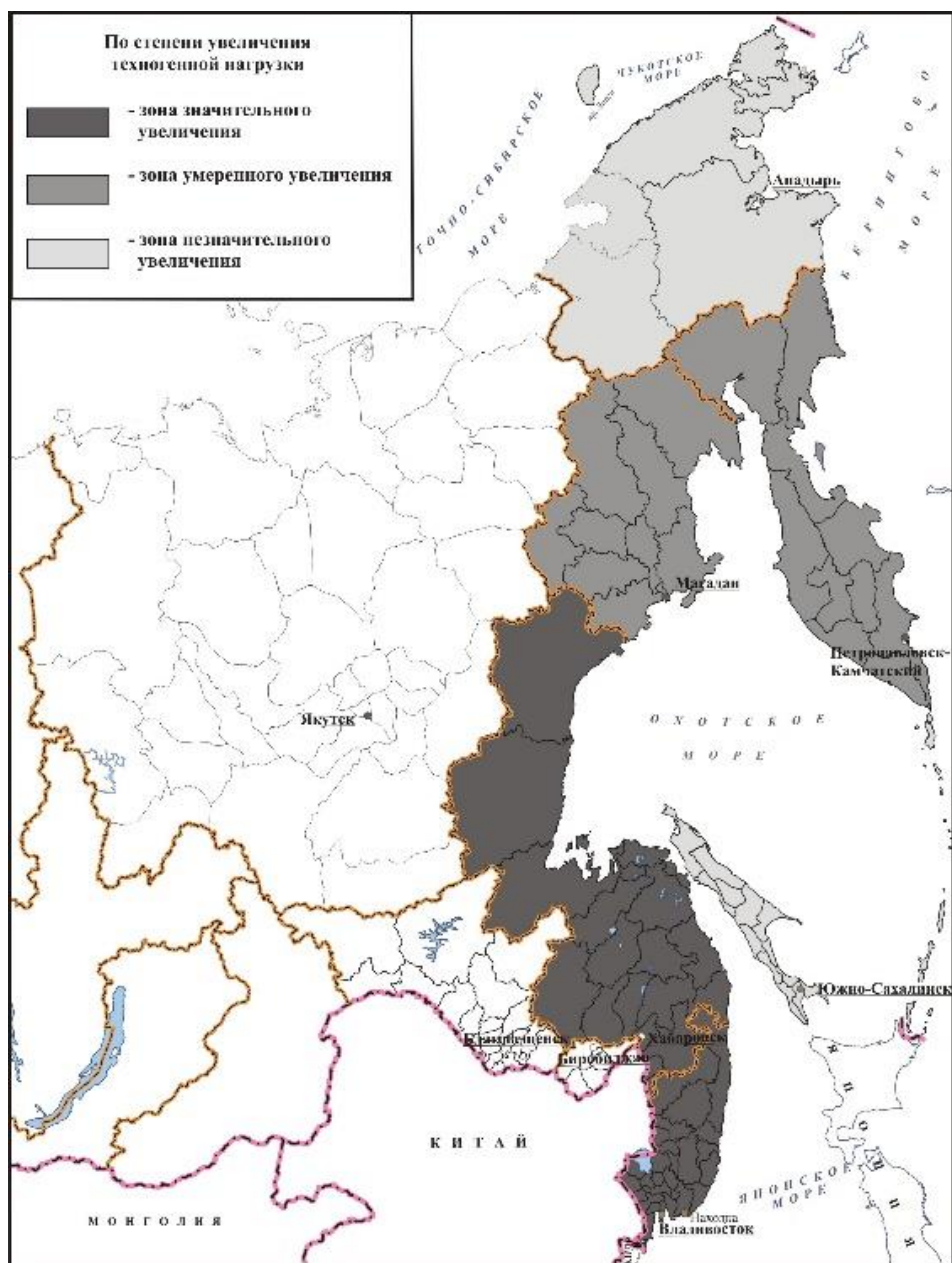 По степени увеличения
техногенной нагрузки
- зона значительного
увеличения
- зона умеренного увеличения
- зона незначительного
увеличения
ЧУКОТСКОЕ
МОРЕ
ТОЧНО-СИБИРСКОЕ
МОРЕ
БЕРИНГОВО
МОРЕ
Анадырь
Магадан
Петропавловск-
Камчатский
Якутск
ОХОТСКОЕ
МОРЕ
Южно-Сахалинск
Благовещенск
Биробиджан
Хабаровск
КИТАЙ
ЯПОНИЯ
ЯПОНСКОЕ
МОРЕ
Находка
Владивосток
МОНГОЛИЯ